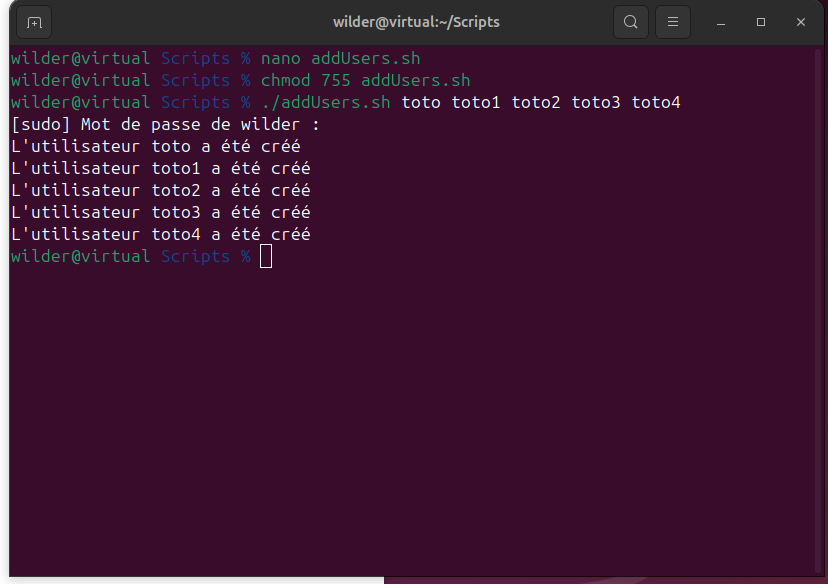 wilder@virtual:~/Scripts
wilder@virtual Scripts % nano addUsers.sh
wilder@virtual Scripts % chmod 755 addUsers.sh
wilder@virtual Scripts % ./addUsers.sh toto toto1 toto2 toto3 toto4
[sudo] Mot de passe de wilder :
L'utilisateur toto a été créé
L'utilisateur toto1 a été créé
L'utilisateur toto2 a été créé
L'utilisateur toto3 a été créé
L'utilisateur toto4 a été créé
wilder@virtual Scripts %